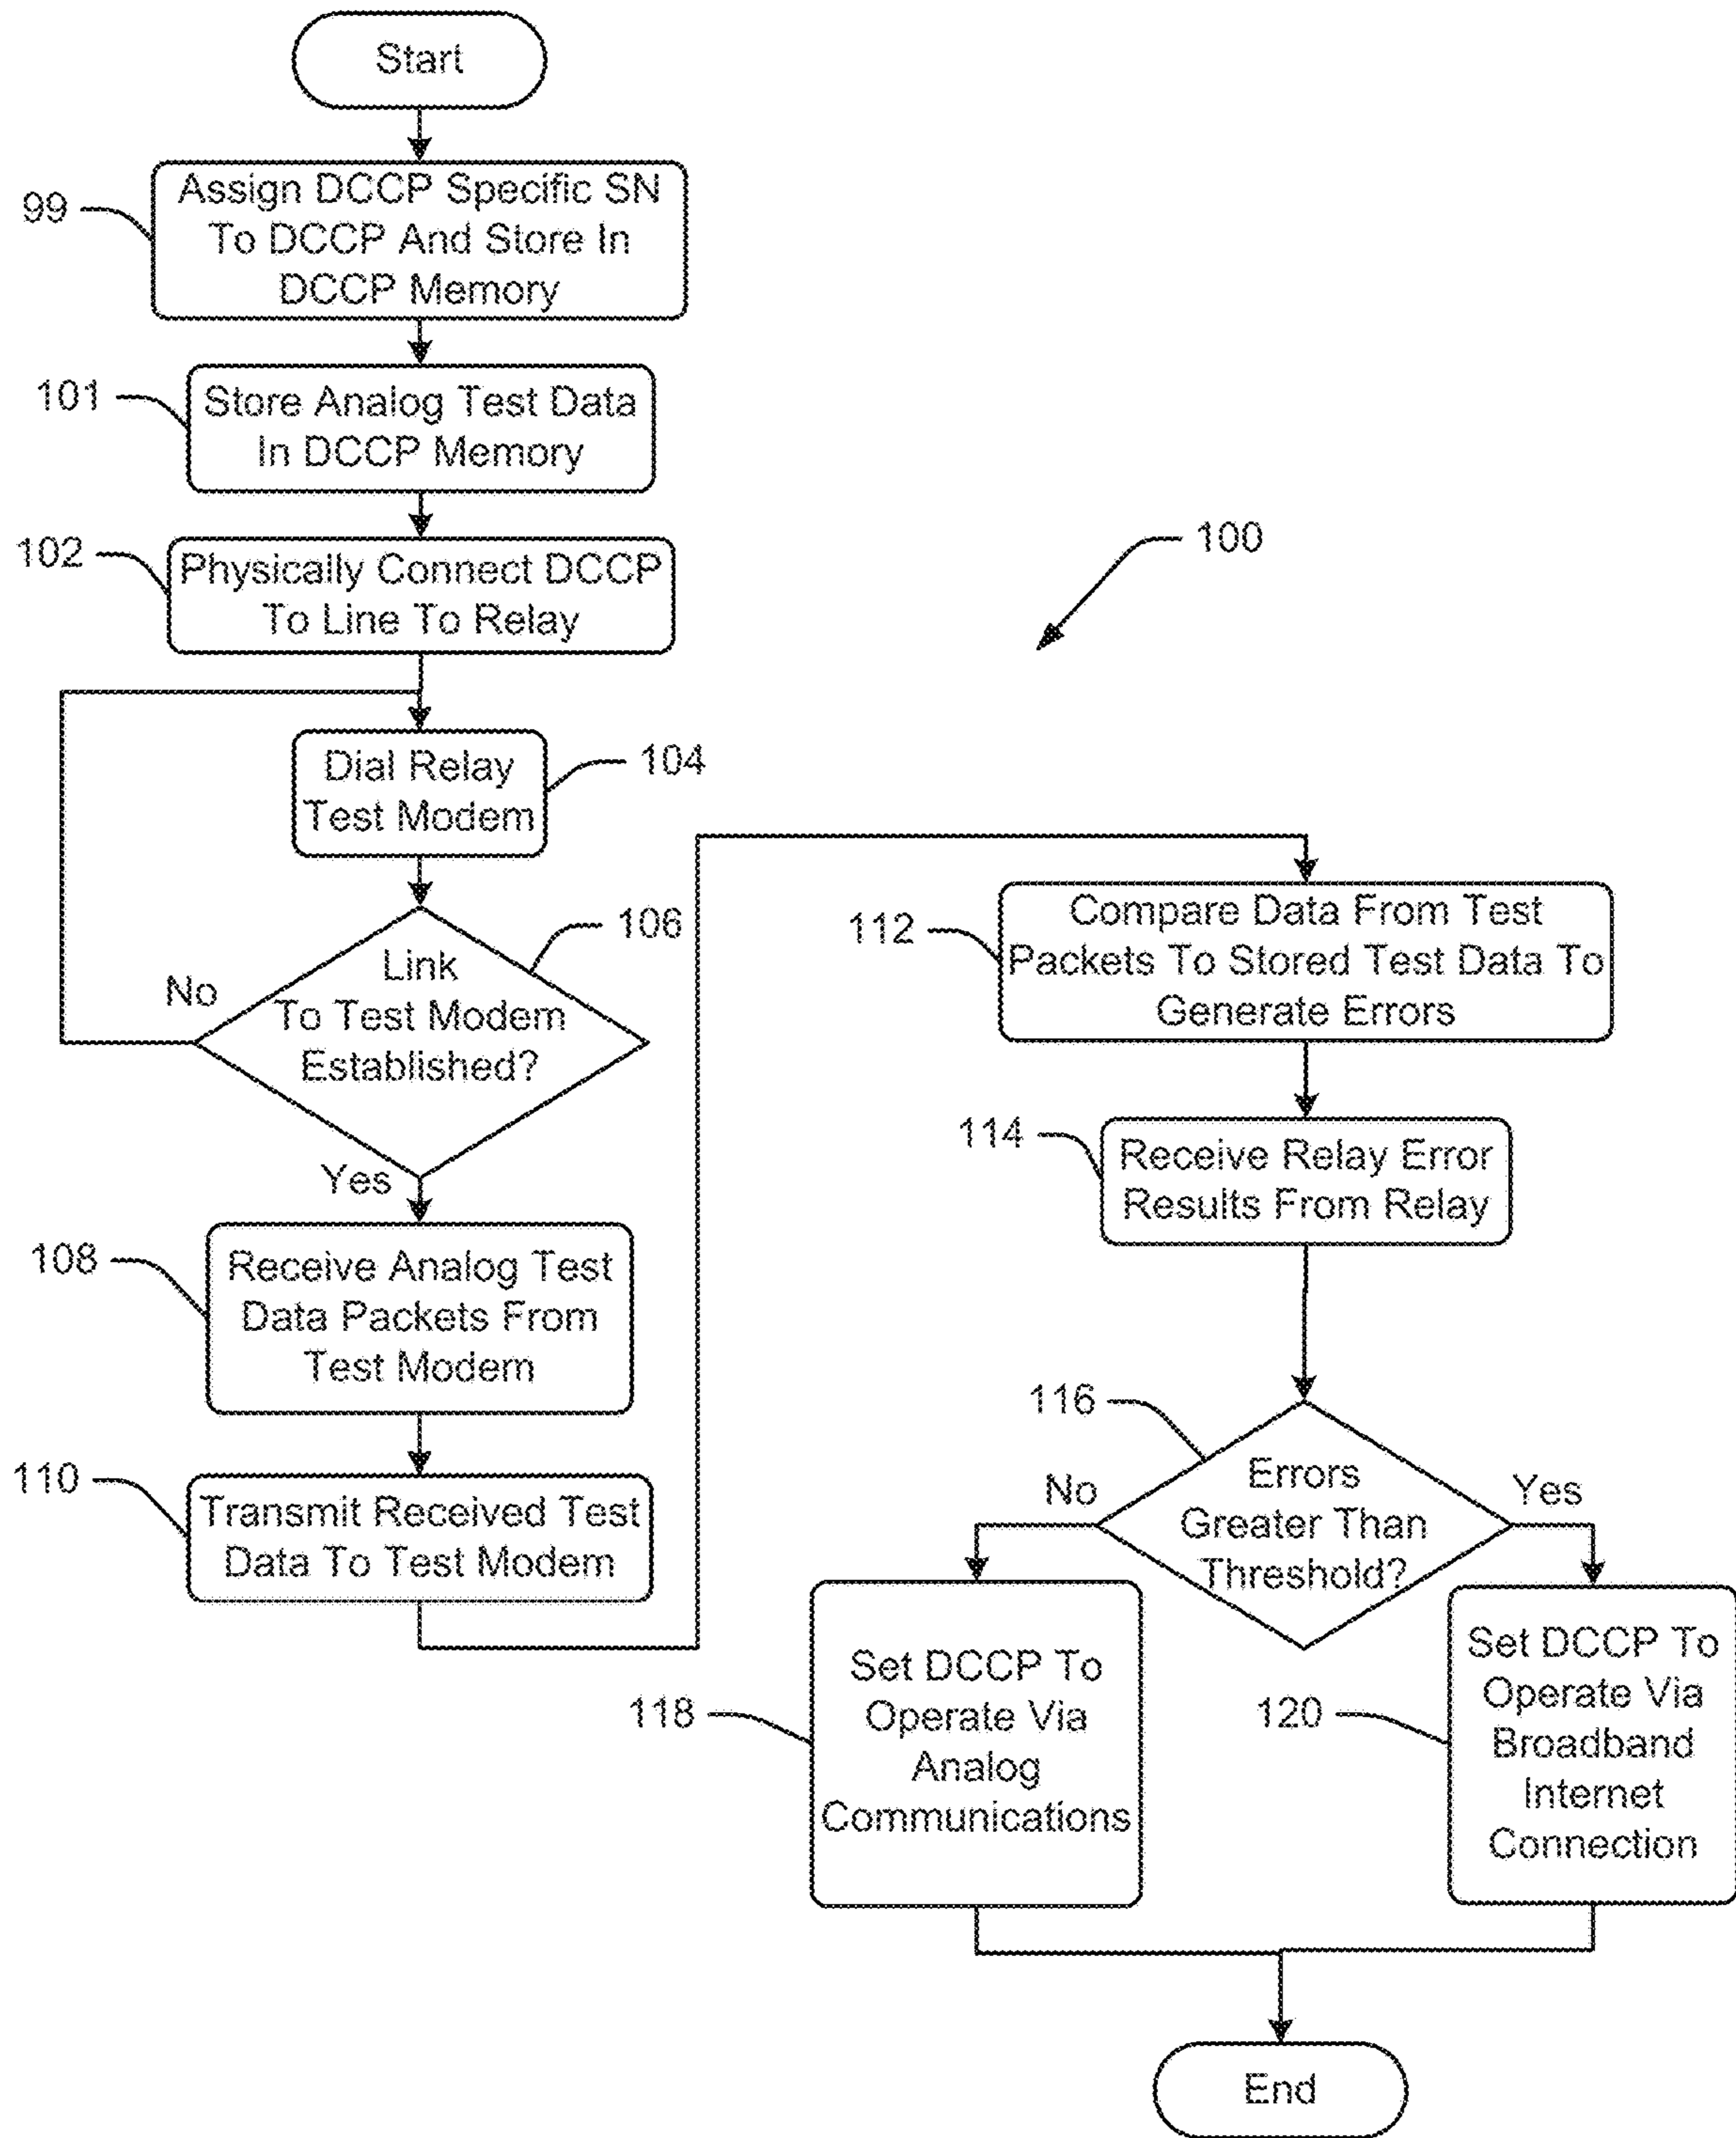 Start
99
Assign DCCP Specific SN
To DCCP And Store In
DCCP Memory
101
Store Analog Test Data
In DCCP Memory
102
Physically Connect DCCP
To Line To Relay
100
Dial Relay
Test Modem
104
Link
To Test Modem
Established?
106
No
Yes
108
Receive Analog Test
Data Packets From
Test Modem
110
Transmit Received Test
Data To Test Modem
112
Compare Data From Test
Packets To Stored Test Data To
Generate Errors
114
Receive Relay Error
Results From Relay
116
Errors
Greater Than
Threshold?
No
Yes
118
Set DCCP To
Operate Via
Analog
Communications
120
Set DCCP To
Operate Via
Broadband
Internet
Connection
End